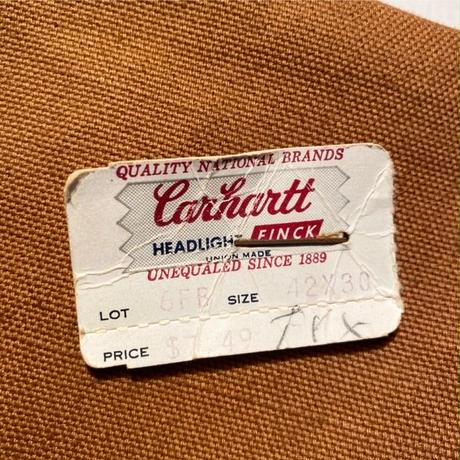 QUALITY NATIONAL BRANDS
Carhartt
HEADLIGHT FINCK
UNION MADE
UNEQUALED SINCE 1889
LOT 6FB SIZE 42X30
PRICE $7.49